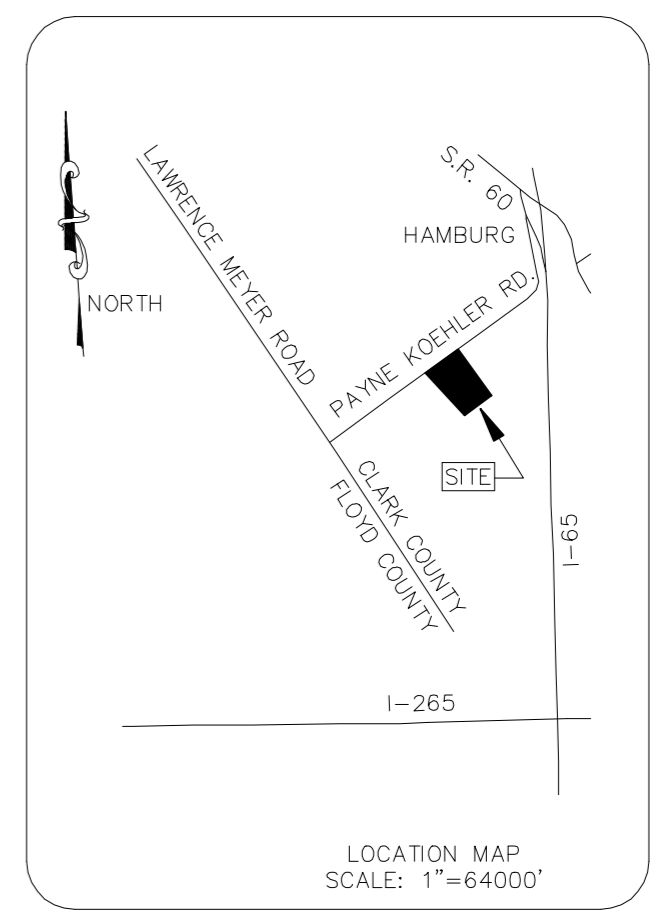 LAWRENCE MEYER ROAD
S.R. 60
HAMBURG
NORTH
PAYNE KOEHLER RD.
SITE
CLARK COUNTY
FLOYD COUNTY
I-65
I-265
LOCATION MAP
SCALE: 1"=64000'